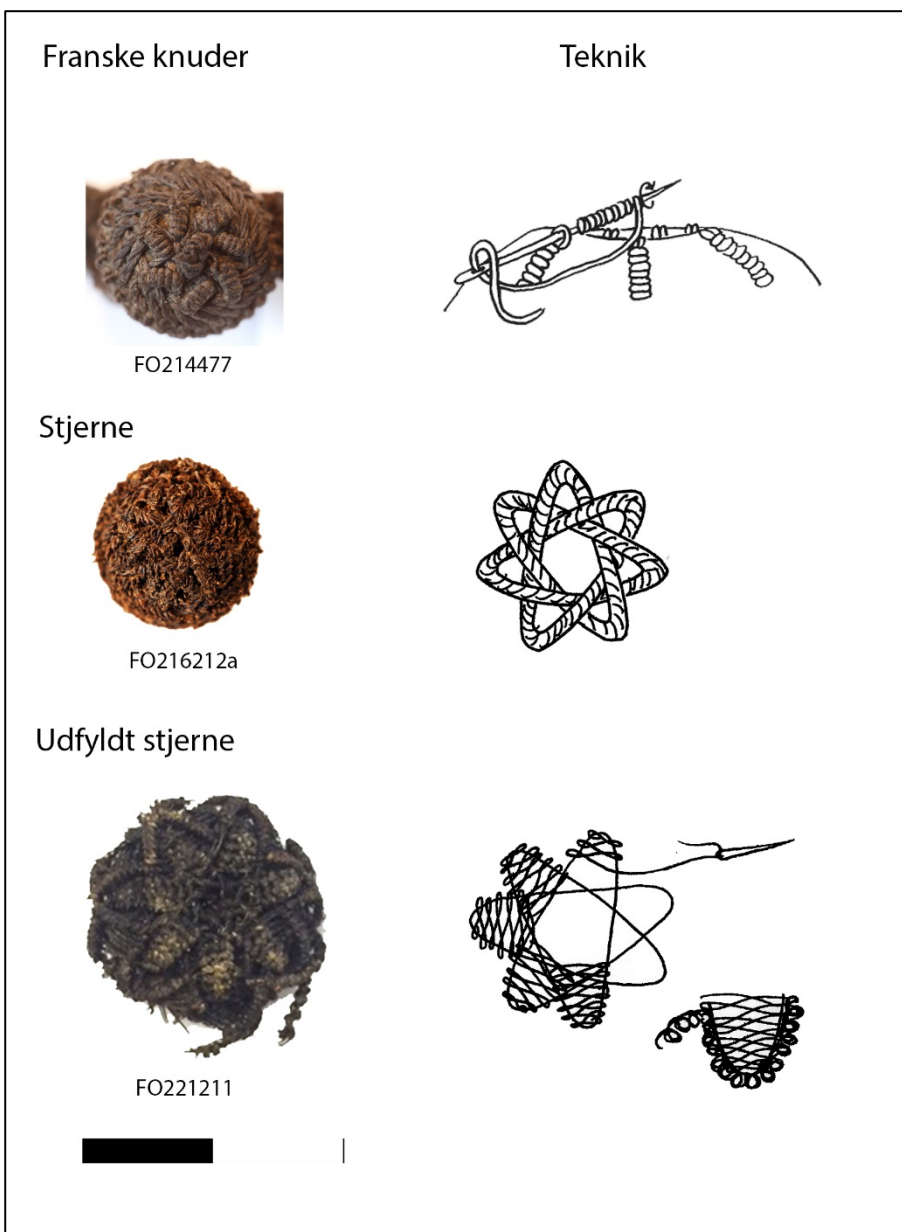 Franske knuder
Teknik
FO214477
Stjerne
FO216212a
Udfyldt stjerne
FO221211